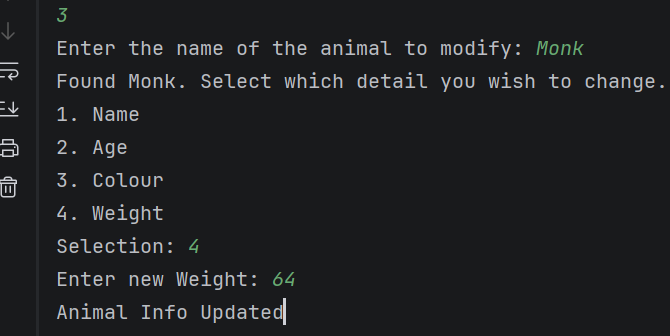 3
Enter the name of the animal to modify: Monk
Found Monk. Select which detail you wish to change.
1. Name
2. Age
3. Colour
4. Weight
Selection: 4
Enter new Weight: 64
Animal Info Updated